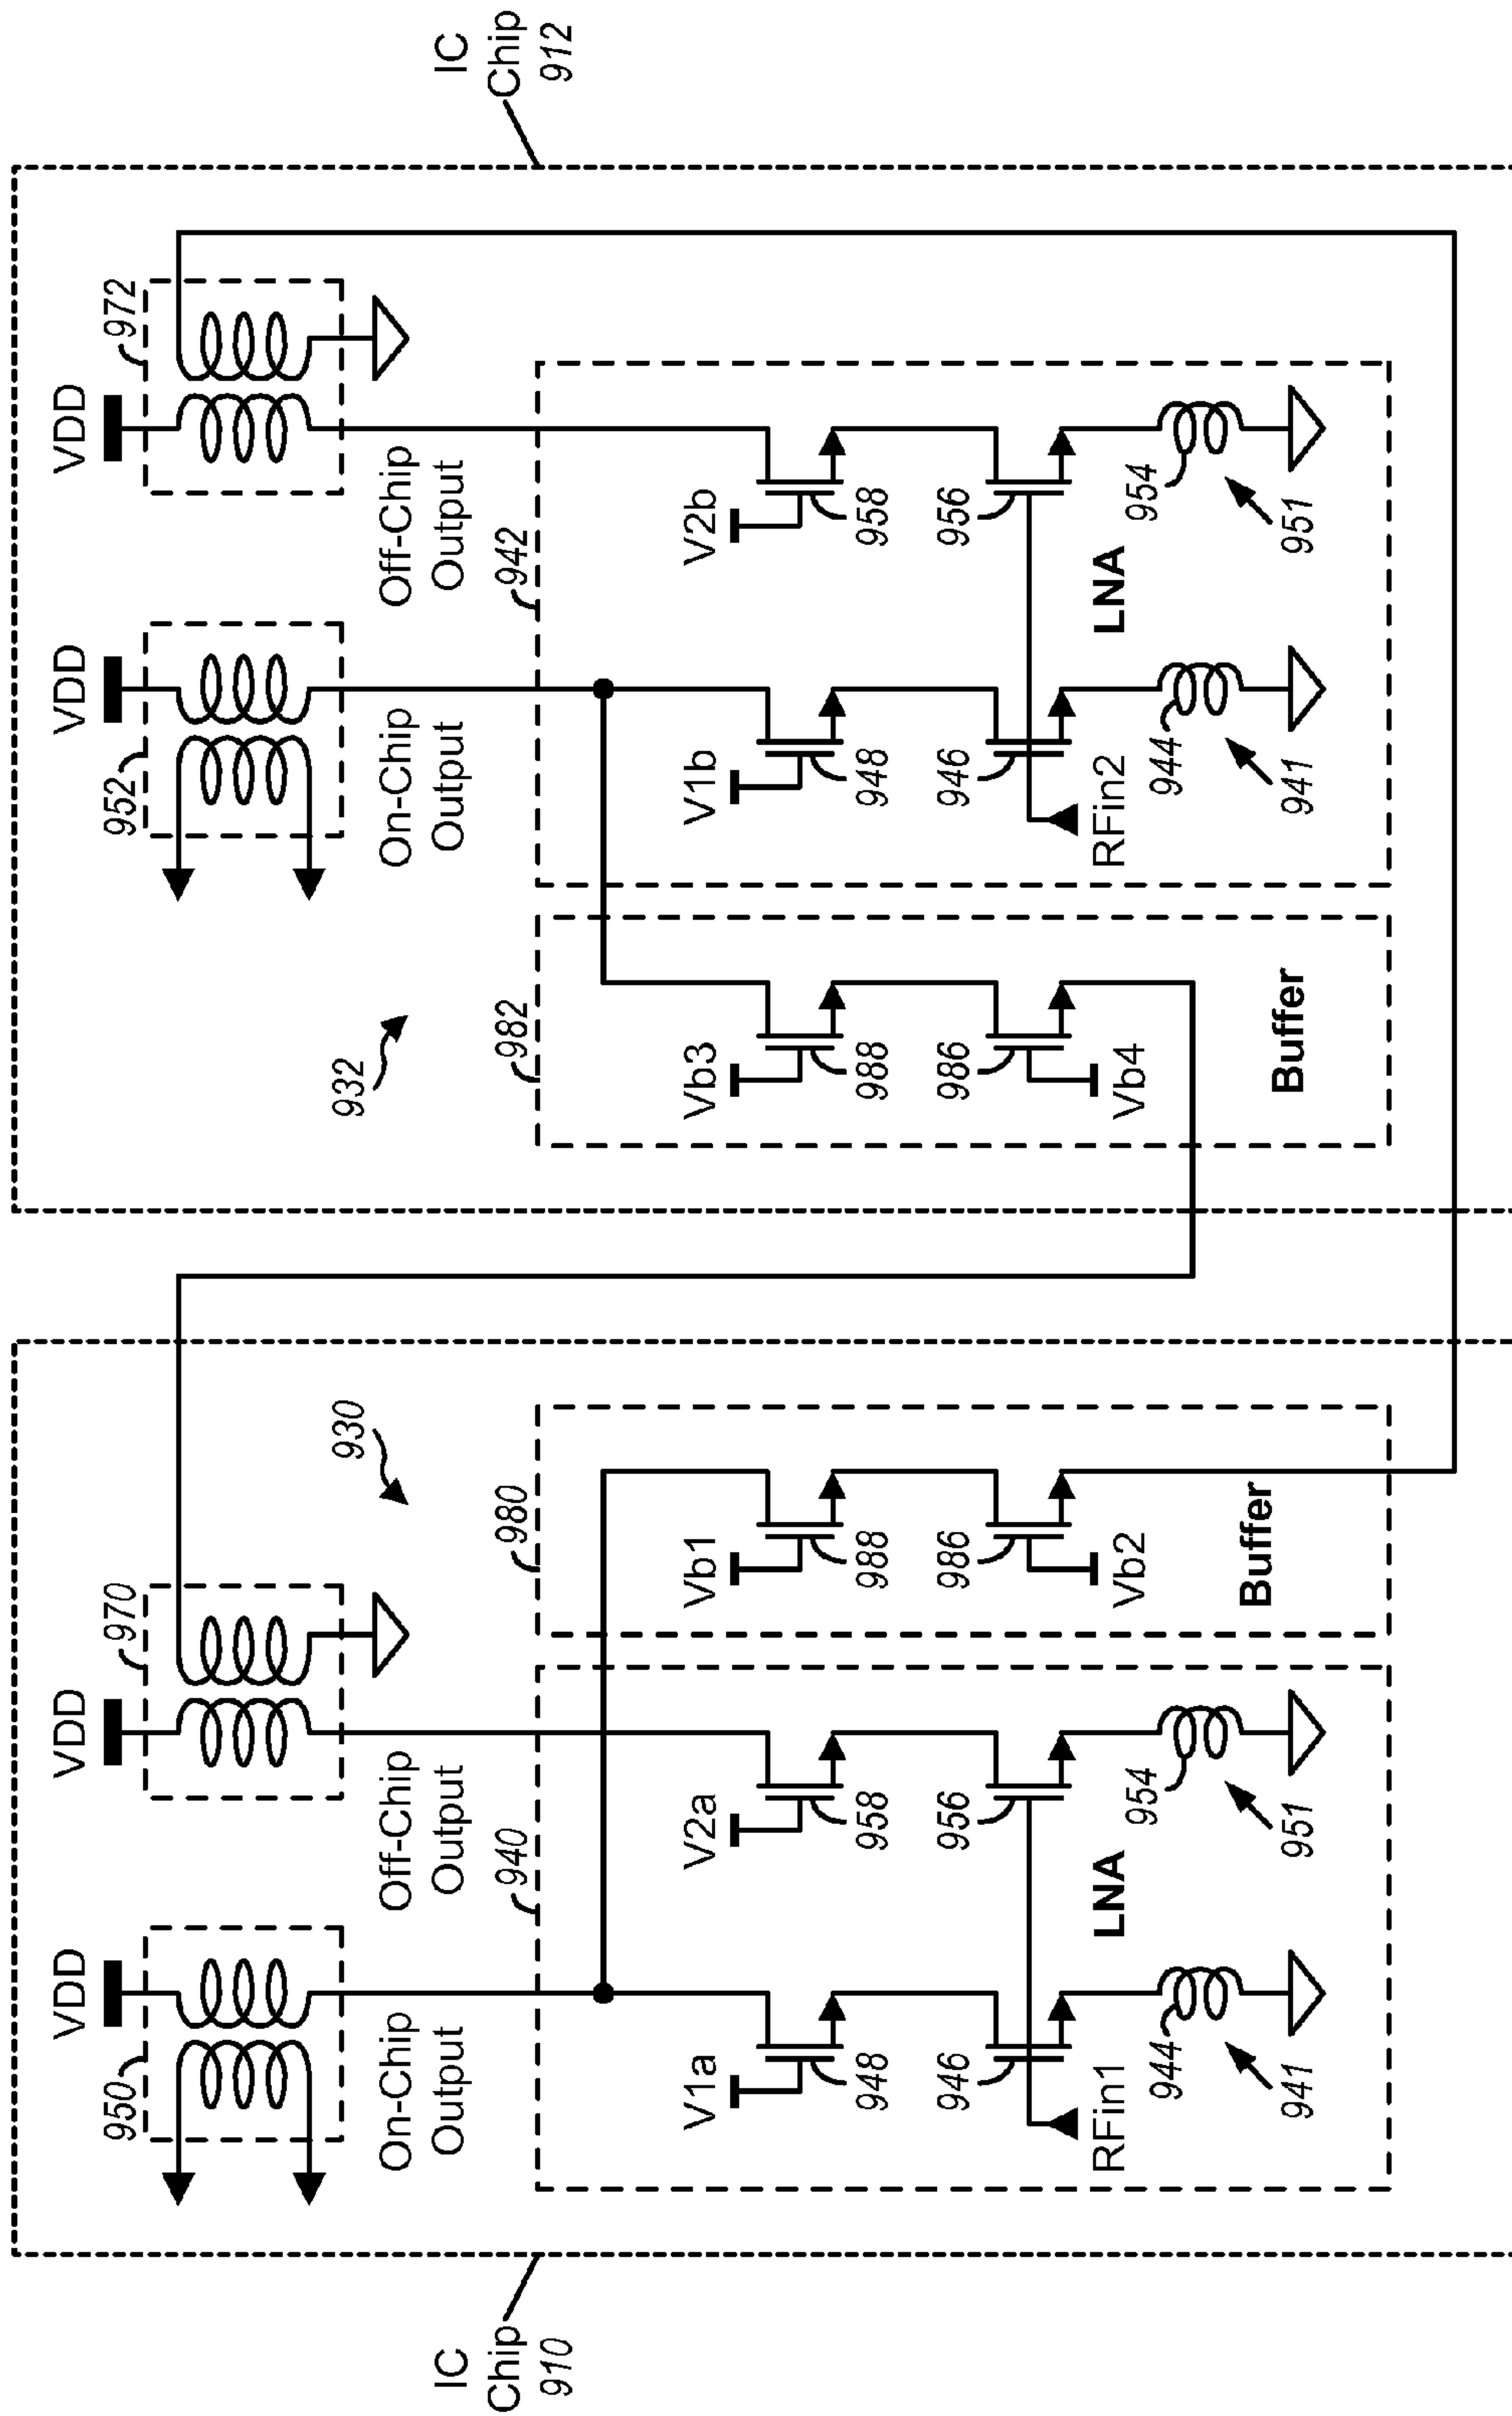 IC
Chip
910
950
VDD
On-Chip
Output
970
VDD
Off-Chip
Output
930
940
V1a
948
946
RFin1
944
941
V2a
958
956
954
951
LNA
980
Vb1
988
986
Vb2
Buffer
932
982
Vb3
988
986
Vb4
Buffer
952
VDD
On-Chip
Output
972
VDD
Off-Chip
Output
942
V1b
948
946
RFin2
944
941
V2b
958
956
954
951
LNA
IC
Chip
912